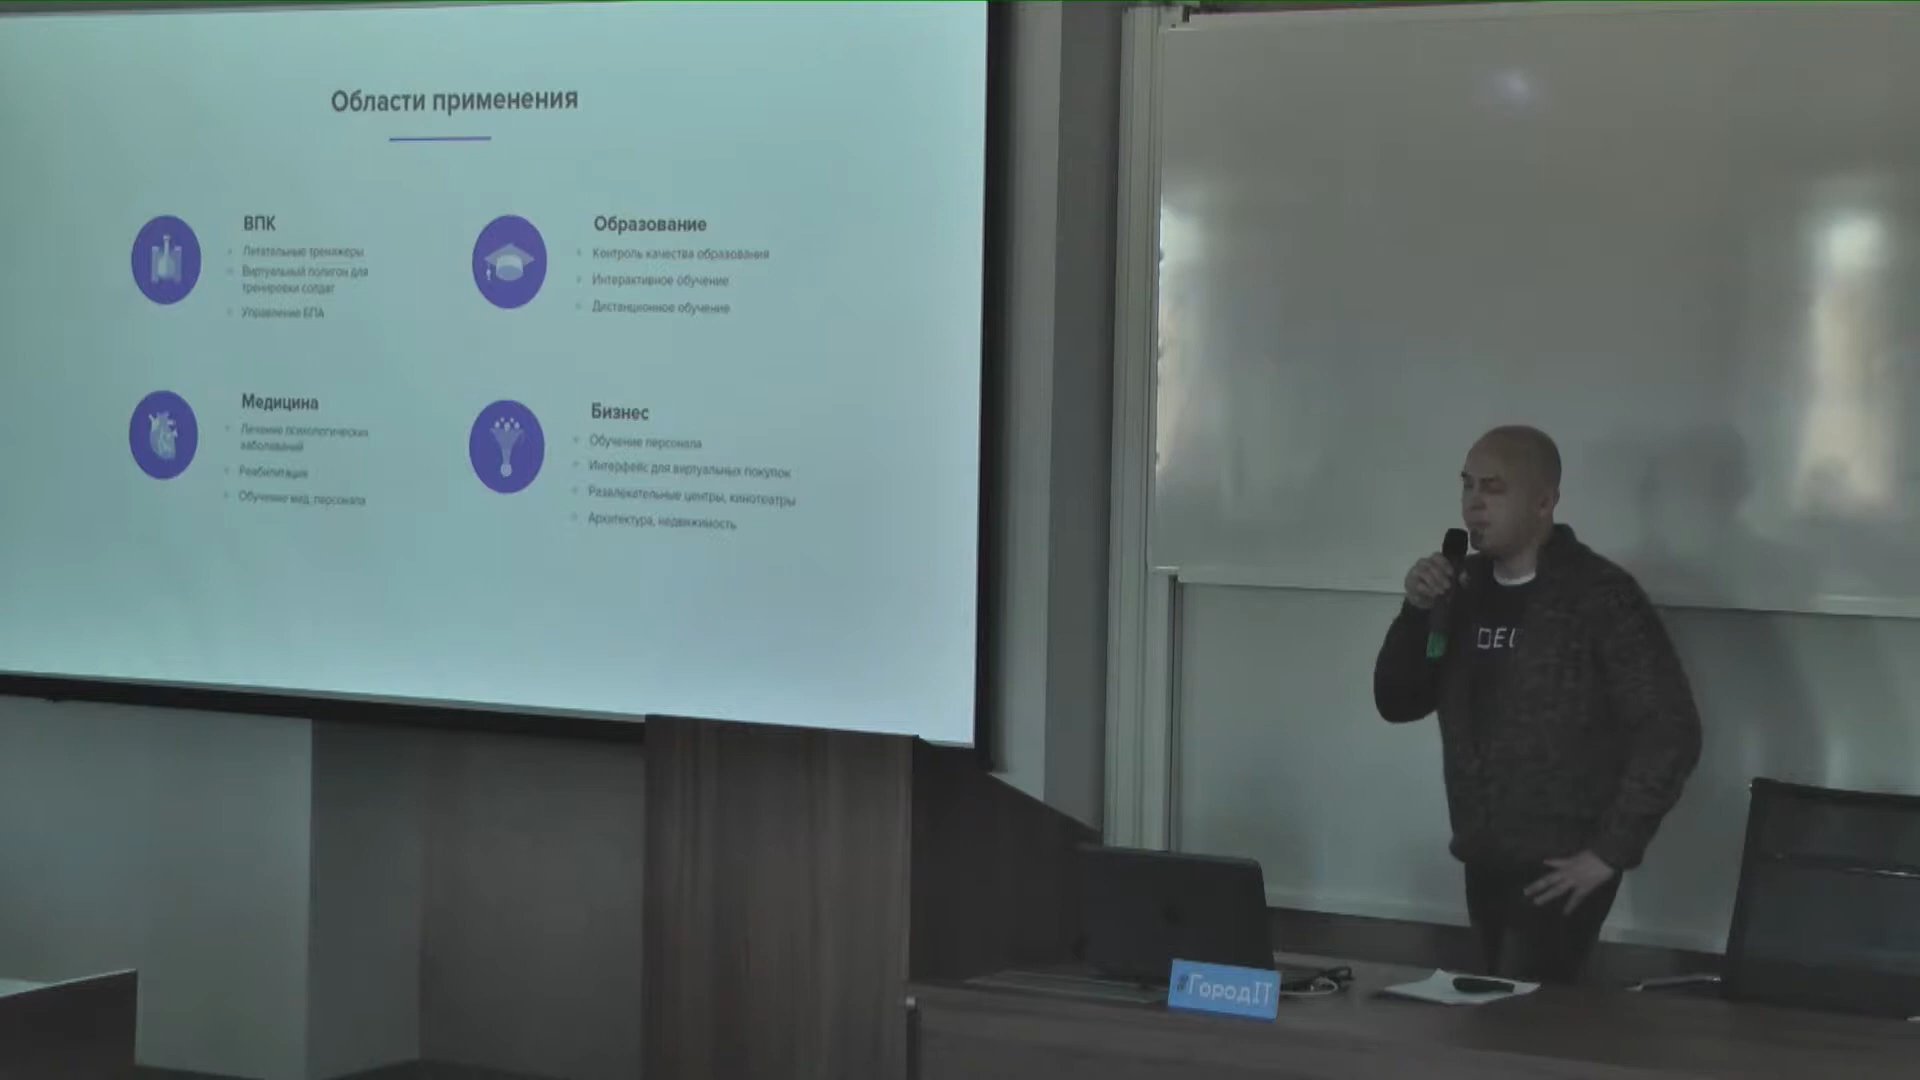 Области применения
ВПК
Летательные тренажеры
Виртуальный полигон для
тренировки солдат
Управление БПА
Образование
Контроль качества образования
Интерактивное обучение
Дистанционное обучение
Медицина
Лечение психологических
заболеваний
Реабилитация
Обучение мед. персонала
Бизнес
Обучение персонала
Интерфейс для виртуальных покупок
Развлекательные центры, кинотеатры
Архитектура, недвижимость
#ГородIT